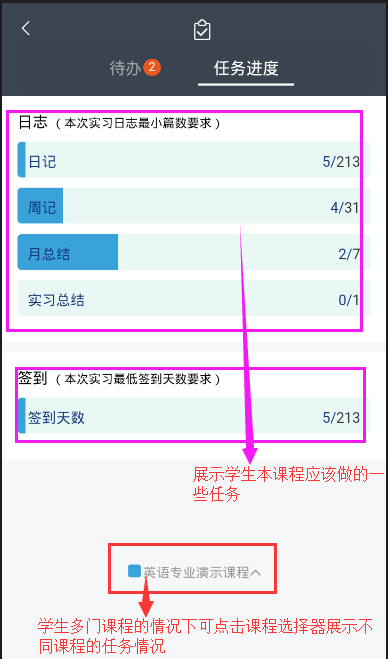 待办 2 任务进度
日志（本次实习日志最小篇数要求）
日记 5/213
周记 4/31
月总结 2/7
实习总结 0/1
签到（本次实习最低签到天数要求）
签到天数 5/213
展示学生本课程应该做的一
些任务
英语专业演示课程
学生多门课程的情况下可点击课程选择器展示不
同课程的任务情况